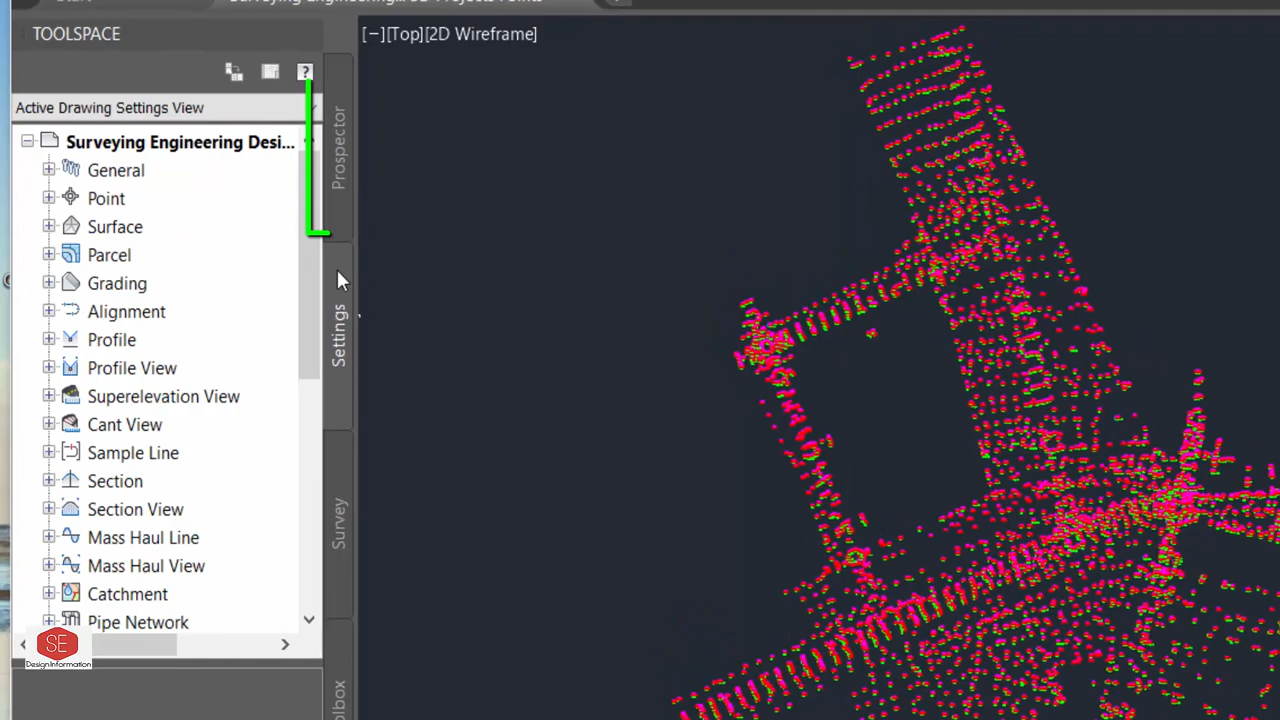 TOOLSPACE
[−][Top][2D Wireframe]
?
Active Drawing Settings View
Surveying Engineering Desi...
General
Point
Surface
Parcel
Grading
Alignment
Profile
Profile View
Superelevation View
Cant View
Sample Line
Section
Section View
Mass Haul Line
Mass Haul View
Catchment
Pipe Network
Prospector
Settings
Survey
lbox
SE
DesignInformation